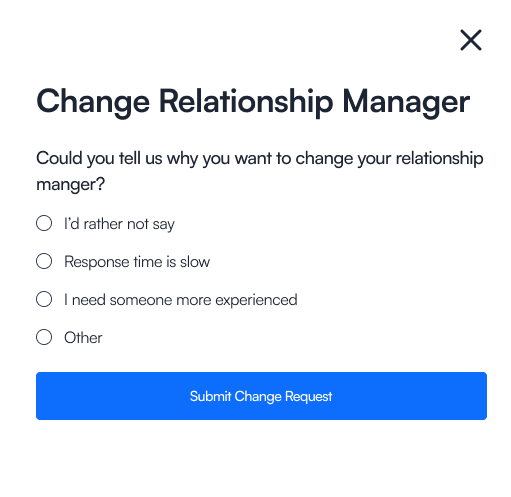 Change Relationship Manager
Could you tell us why you want to change your relationship
manger?
I'd rather not say
Response time is slow
I need someone more experienced
Other
Submit Change Request